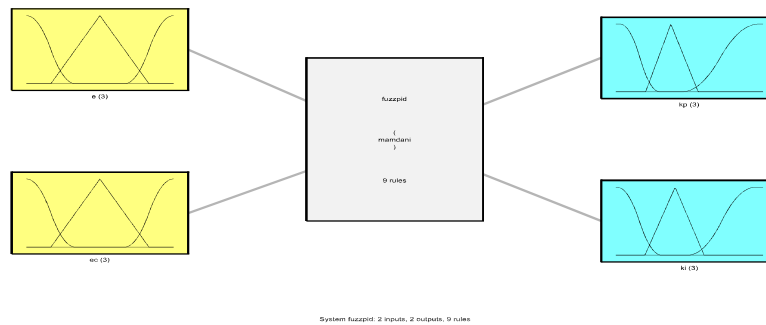 e (3)
ec (3)
fuzzpid
(
mamdani
)
9 rules
kp (3)
ki (3)
System fuzzpid: 2 inputs, 2 outputs, 9 rules